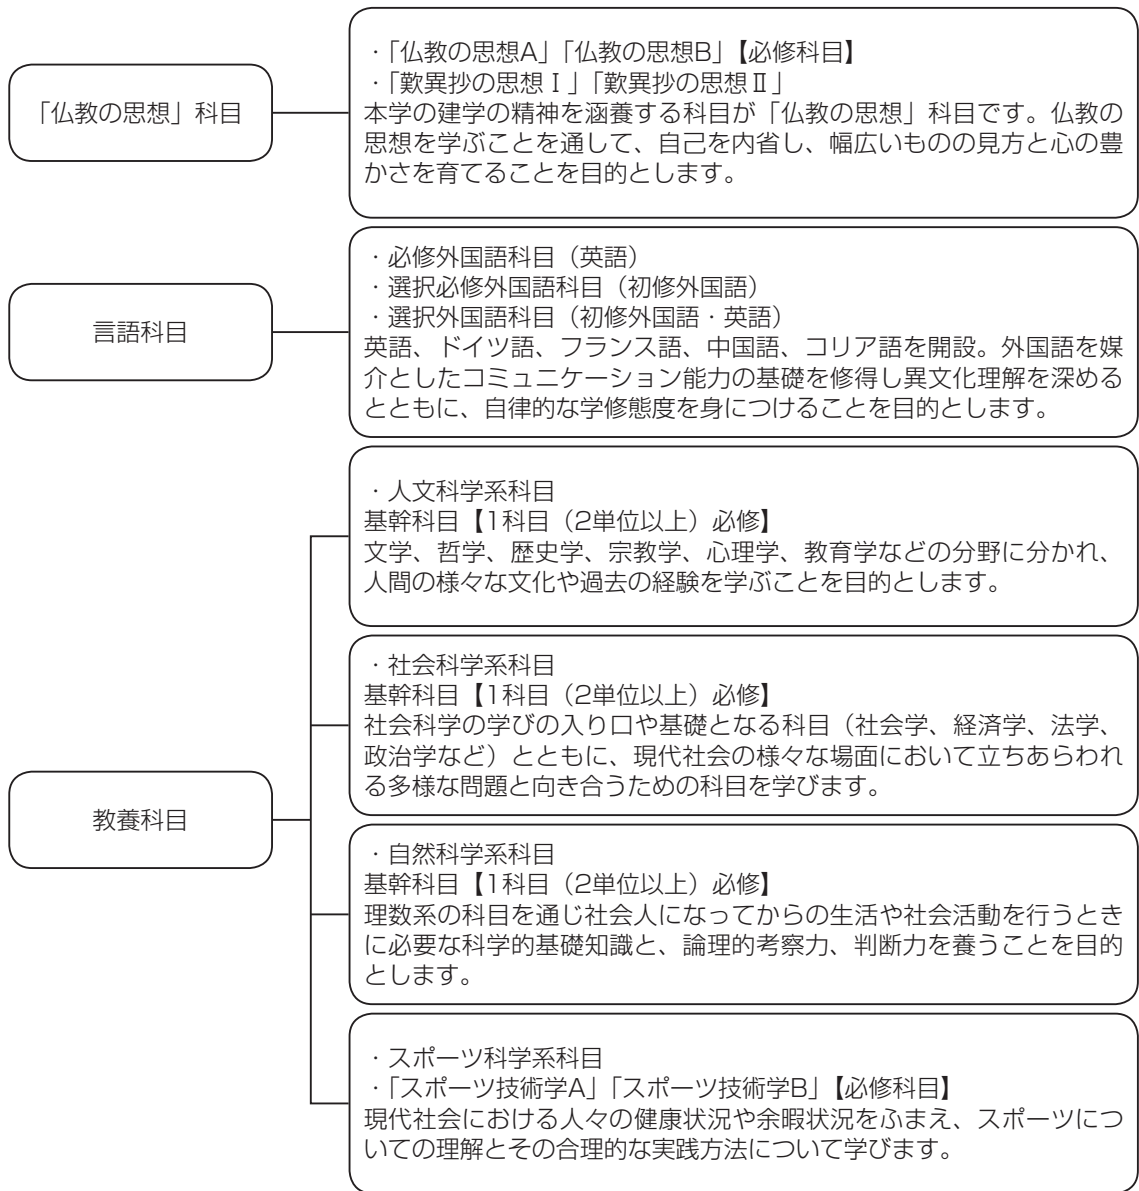 「仏教の思想」科目
・「仏教の思想A」「仏教の思想B」【必修科目】
・「歎異抄の思想Ⅰ」「歎異抄の思想Ⅱ」
本学の建学の精神を涵養する科目が「仏教の思想」科目です。仏教の
思想を学ぶことを通して、自己を内省し、幅広いものの見方と心の豊
かさを育てることを目的とします。
言語科目
・必修外国語科目（英語）
・選択必修外国語科目（初修外国語）
・選択外国語科目（初修外国語・英語）
英語、ドイツ語、フランス語、中国語、コリア語を開設。外国語を媒
介としたコミュニケーション能力の基礎を修得し異文化理解を深める
とともに、自律的な学修態度を身につけることを目的とします。
教養科目
・人文科学系科目
基幹科目【1科目（2単位以上）必修】
文学、哲学、歴史学、宗教学、心理学、教育学などの分野に分かれ、
人間の様々な文化や過去の経験を学ぶことを目的とします。
・社会科学系科目
基幹科目【1科目（2単位以上）必修】
社会科学の学びの入り口や基礎となる科目（社会学、経済学、法学、
政治学など）とともに、現代社会の様々な場面において立ちあらわれ
る多様な問題と向き合うための科目を学びます。
・自然科学系科目
基幹科目【1科目（2単位以上）必修】
理数系の科目を通じ社会人になってからの生活や社会活動を行うとき
に必要な科学的基礎知識と、論理的考察力、判断力を養うことを目的
とします。
・スポーツ科学系科目
・「スポーツ技術学A」「スポーツ技術学B」【必修科目】
現代社会における人々の健康状況や余暇状況をふまえ、スポーツにつ
いての理解とその合理的な実践方法について学びます。